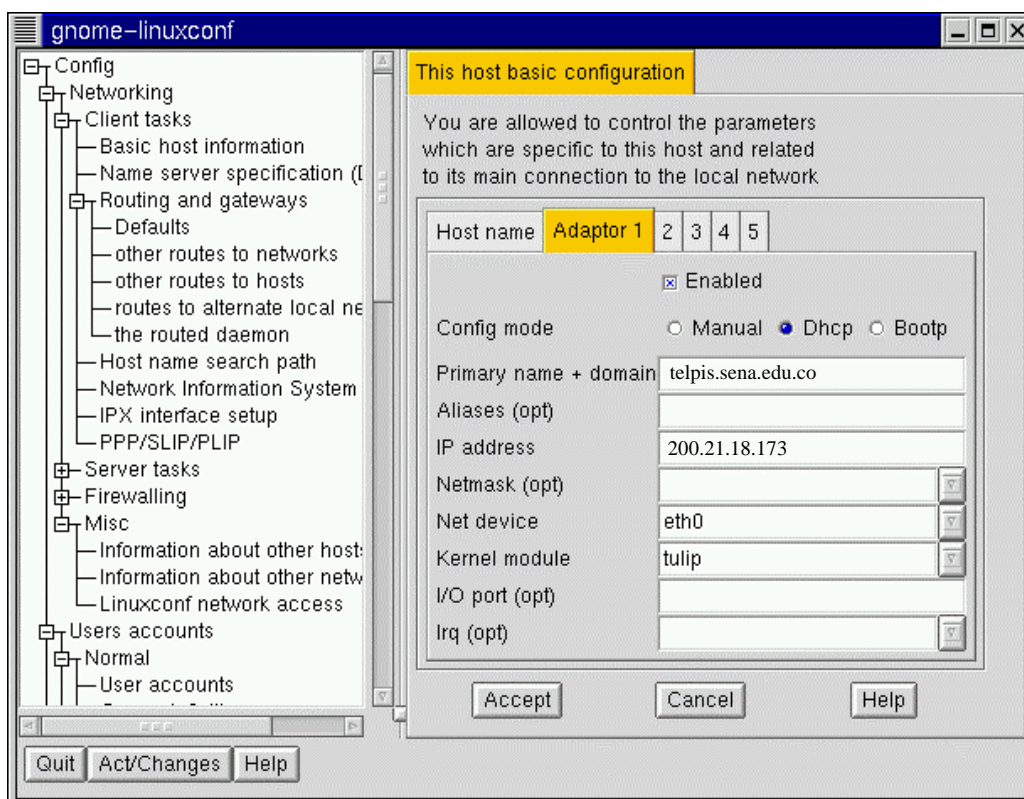 gnome-linuxconf
Config
Networking
Client tasks
Basic host information
Name server specification (
Routing and gateways
Defaults
other routes to networks
other routes to hosts
routes to alternate local ne
the routed daemon
Host name search path
Network Information System
IPX interface setup
PPP/SLIP/PLIP
Server tasks
Firewalling
Misc
Information about other host
Information about other netw
Linuxconf network access
Users accounts
Normal
User accounts
Quit Act/Changes Help
This host basic configuration
You are allowed to control the parameters
which are specific to this host and related
to its main connection to the local network
Host name Adaptor 1 2 3 4 5
Enabled
Config mode Manual Dhcp Bootp
Primary name + domain telpis.sena.edu.co
Aliases (opt)
IP address 200.21.18.173
Netmask (opt)
Net device eth0
Kernel module tulip
I/O port (opt)
Irq (opt)
Accept Cancel Help